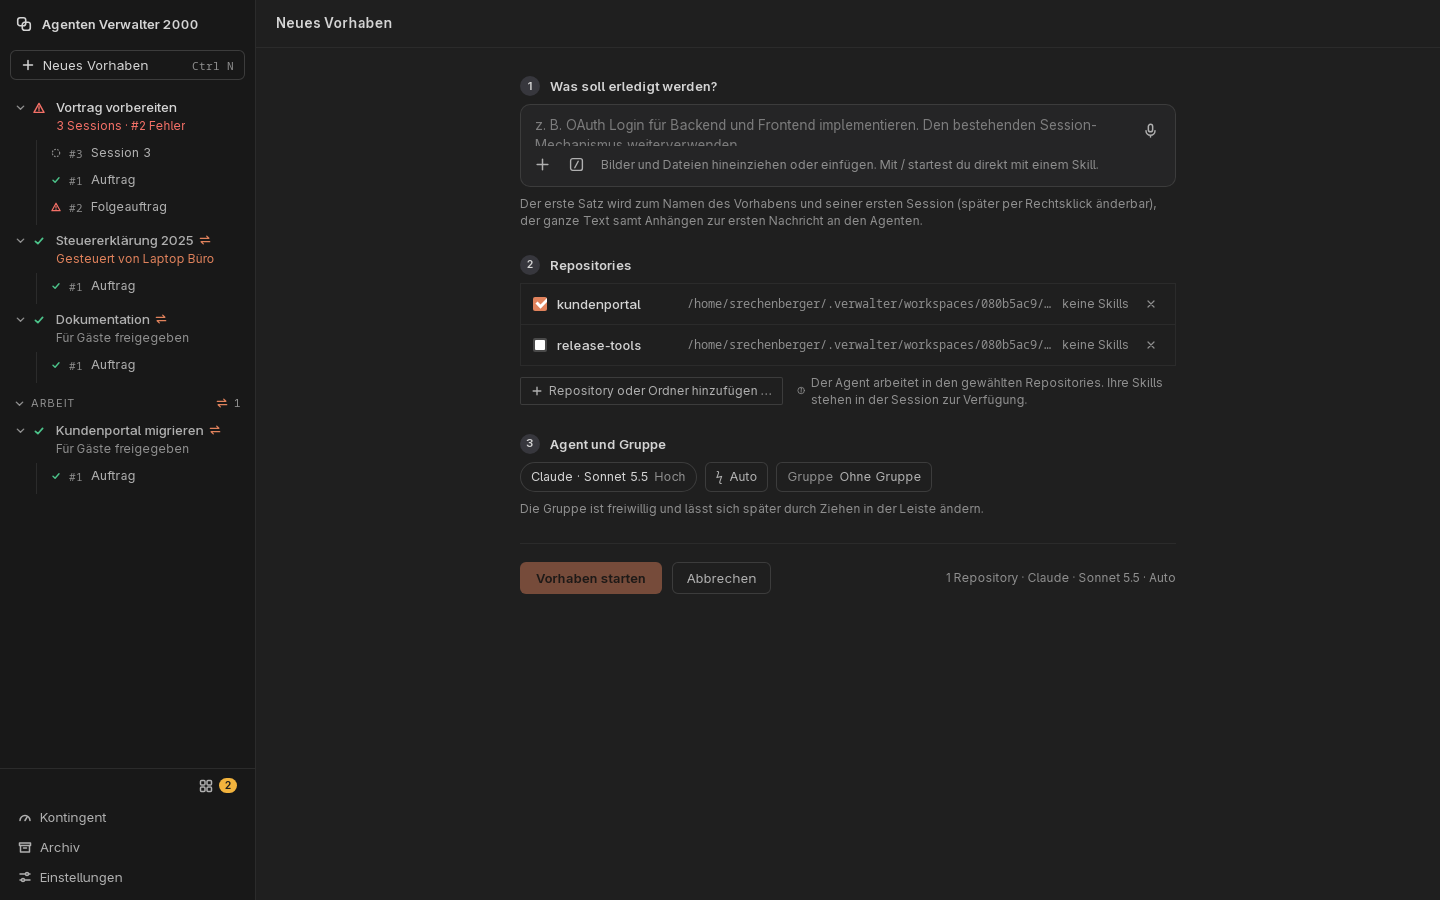 Agenten Verwalter 2000
Neues Vorhaben Ctrl N
Vortrag vorbereiten
3 Sessions · #2 Fehler
#3 Session 3
#1 Auftrag
#2 Folgeauftrag
Steuererklärung 2025
Gesteuert von Laptop Büro
#1 Auftrag
Dokumentation
Für Gäste freigegeben
#1 Auftrag
ARBEIT 1
Kundenportal migrieren
Für Gäste freigegeben
#1 Auftrag
2
Kontingent
Archiv
Einstellungen
Neues Vorhaben
1 Was soll erledigt werden?
z. B. OAuth Login für Backend und Frontend implementieren. Den bestehenden Session-
Mechanismus weiterverwenden
Bilder und Dateien hineinziehen oder einfügen. Mit / startest du direkt mit einem Skill.
Der erste Satz wird zum Namen des Vorhabens und seiner ersten Session (später per Rechtsklick änderbar),
der ganze Text samt Anhängen zur ersten Nachricht an den Agenten.
2 Repositories
kundenportal /home/srechenberger/.verwalter/workspaces/080b5ac9/… keine Skills
release-tools /home/srechenberger/.verwalter/workspaces/080b5ac9/… keine Skills
Repository oder Ordner hinzufügen …
Der Agent arbeitet in den gewählten Repositories. Ihre Skills
stehen in der Session zur Verfügung.
3 Agent und Gruppe
Claude · Sonnet 5.5 Hoch
Auto
Gruppe Ohne Gruppe
Die Gruppe ist freiwillig und lässt sich später durch Ziehen in der Leiste ändern.
Vorhaben starten
Abbrechen
1 Repository · Claude · Sonnet 5.5 · Auto